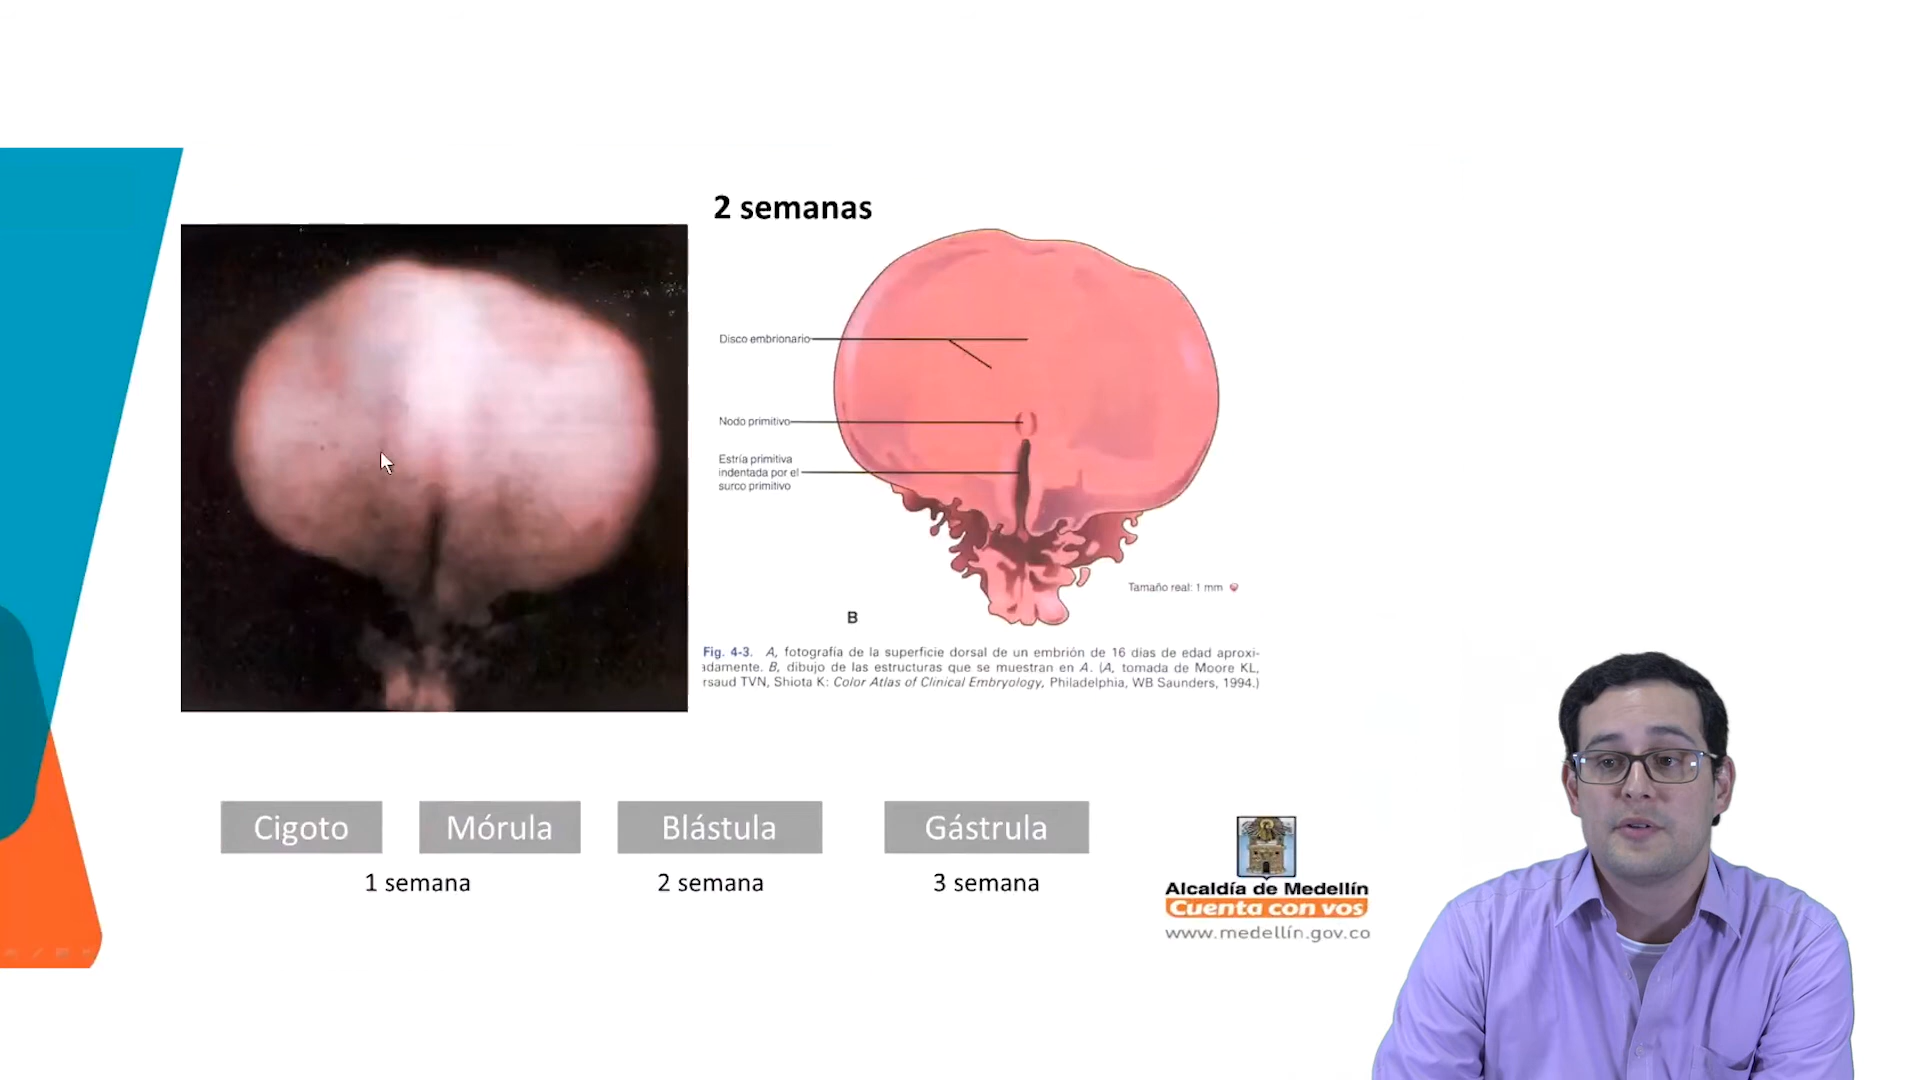 2 semanas
Disco embrionario
Nodo primitivo
Estría primitiva
indentada por el
surco primitivo
Tamaño real: 1 mm
B
Fig. 4-3. A, fotografía de la superficie dorsal de un embrión de 16 días de edad aproxi-
adamente. B, dibujo de las estructuras que se muestran en A. (A, tomada de Moore KL,
rsaud TVN, Shiota K: Color Atlas of Clinical Embryology, Philadelphia, WB Saunders, 1994.)
Cigoto Mórula Blástula Gástrula
1 semana 2 semana 3 semana
Alcaldía de Medellín
Cuenta con vos
www.medellín.gov.co